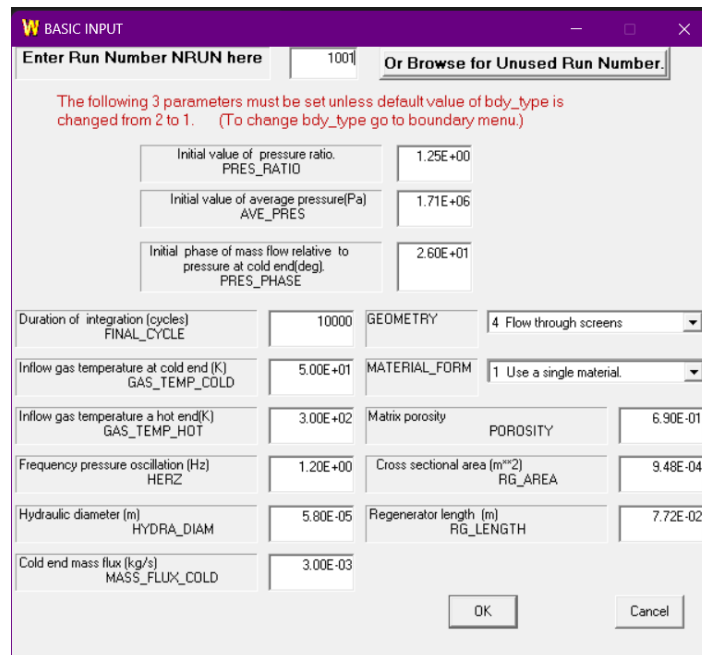 W BASIC INPUT
Enter Run Number NRUN here 1001 Or Browse for Unused Run Number.
The following 3 parameters must be set unless default value of bdy_type is
changed from 2 to 1. (To change bdy_type go to boundary menu.)
Initial value of pressure ratio.
PRES_RATIO
1.25E+00
Initial value of average pressure(Pa)
AVE_PRES
1.71E+06
Initial phase of mass flow relative to
pressure at cold end(deg).
PRES_PHASE
2.60E+01
Duration of integration (cycles)
FINAL_CYCLE
10000
GEOMETRY
4 Flow through screens
Inflow gas temperature at cold end (K)
GAS_TEMP_COLD
5.00E+01
MATERIAL_FORM
1 Use a single material.
Inflow gas temperature a hot end(K)
GAS_TEMP_HOT
3.00E+02
Matrix porosity
POROSITY
6.90E-01
Frequency pressure oscillation (Hz)
HERZ
1.20E+00
Cross sectional area (m**2)
RG_AREA
9.48E-04
Hydraulic diameter (m)
HYDRA_DIAM
5.80E-05
Regenerator length (m)
RG_LENGTH
7.72E-02
Cold end mass flux (kg/s)
MASS_FLUX_COLD
3.00E-03
OK
Cancel